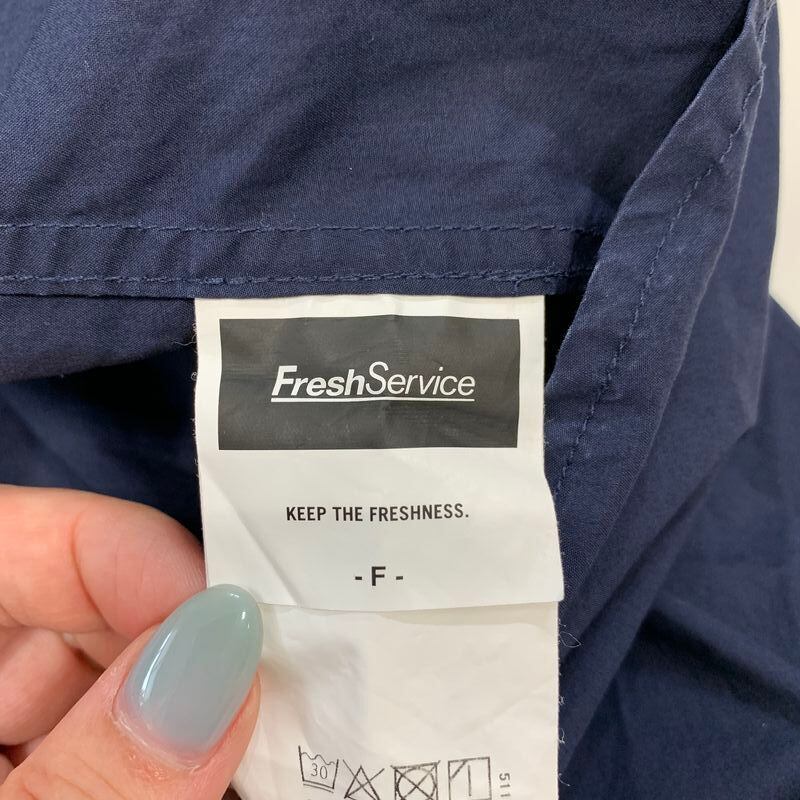 FreshService
KEEP THE FRESHNESS.
- F -
30